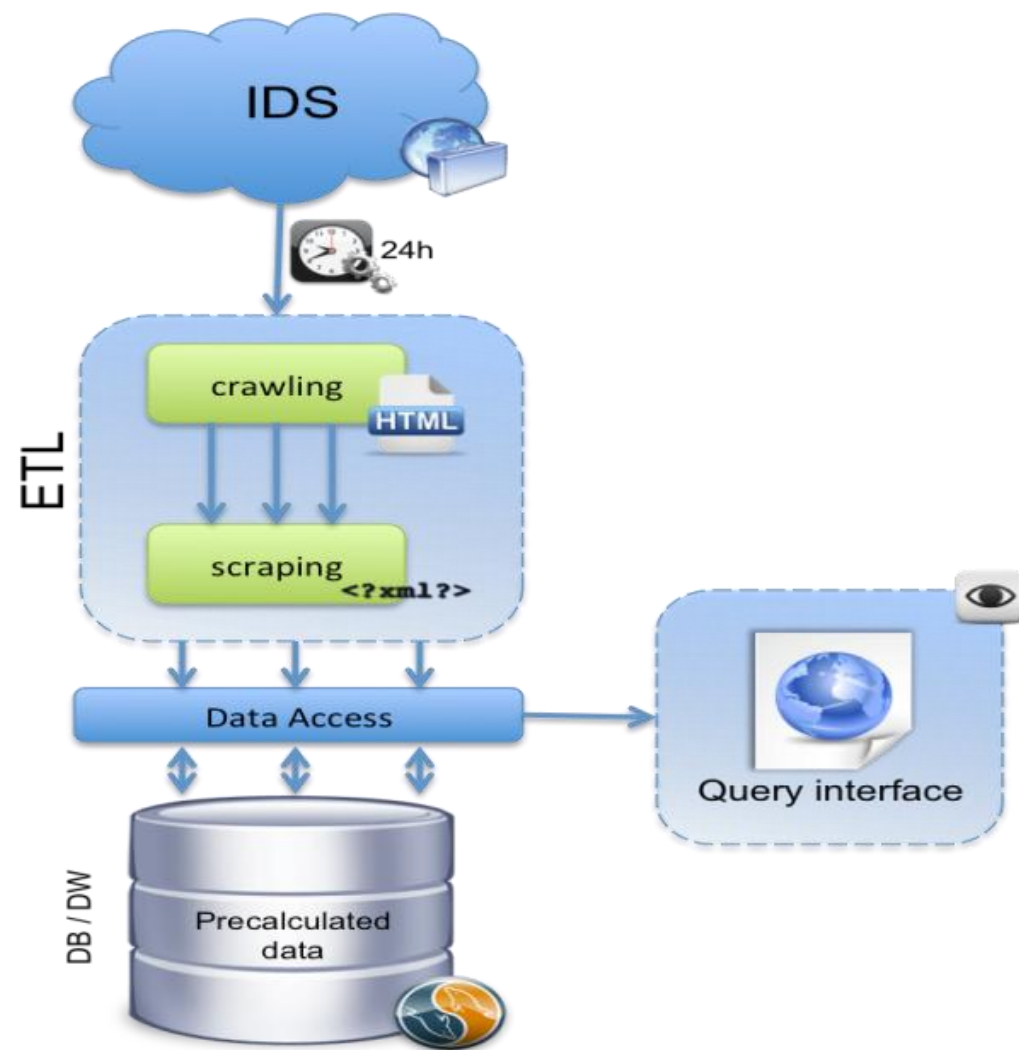 IDS
24h
ETL
crawling
HTML
scraping
<?xml?>
Data Access
Query interface
DB / DW
Precalculated
data